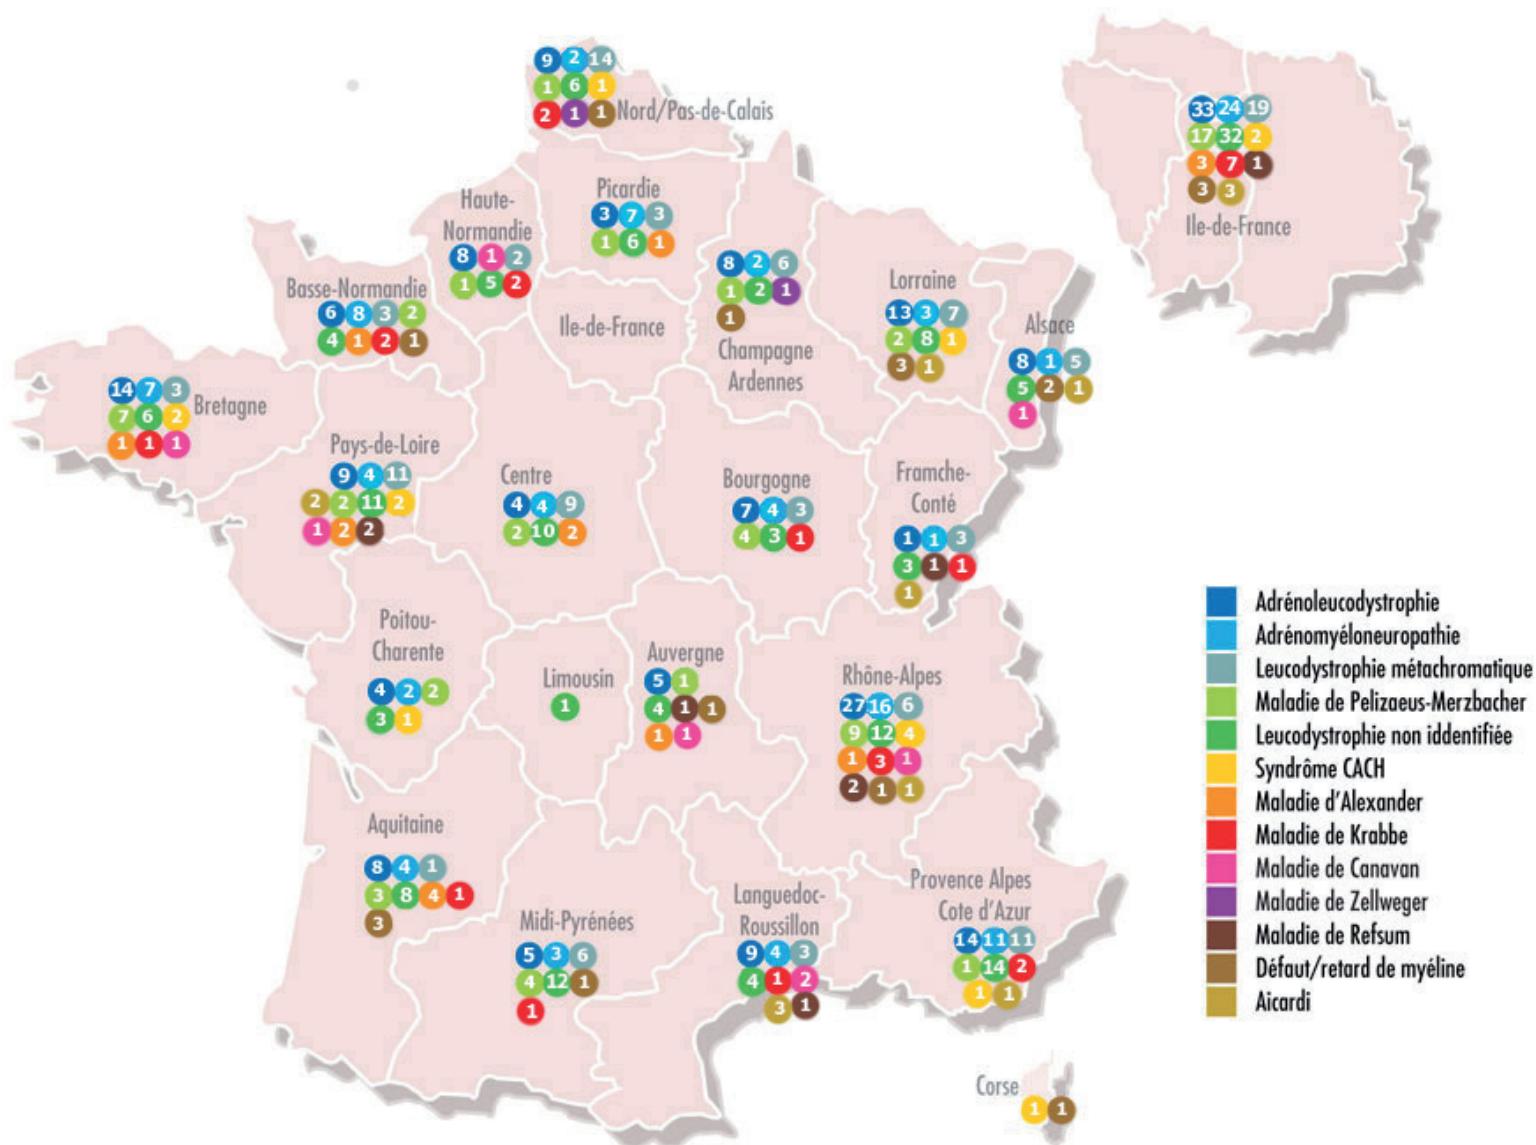 9 2 14
1 6 1
2 1 1
Nord/Pas-de-Calais
33 24 19
17 32 2
3 7 1
3 3
Ile-de-France
Picardie
3 7 3
1 6 1
Haute-
Normandie
8 1 2
1 5 2
Basse-Normandie
6 8 3 2
4 1 2 1
Ile-de-France
8 2 6
1 2 1
1
Champagne
Ardennes
Lorraine
13 3 7
2 8 1
3 1
Alsace
8 1 5
5 2 1
1
14 7 3
7 6 2
1 1 1
Bretagne
Pays-de-Loire
9 4 11
2 2 11 2
1 2 2
Centre
4 4 9
2 10 2
Bourgogne
7 4 3
4 3 1
Framche-
Conté
1 1 3
3 1 1
1
Poitou-
Charente
4 2 2
3 1
Limousin
1
Auvergne
5 1
4 1 1
1 1
Rhône-Alpes
27 16 6
9 12 4
1 3 1
2 1 1
Aquitaine
8 4 1
3 8 4 1
3
Midi-Pyrénées
5 3 6
4 12 1
1
Languedoc-
Roussillon
9 4 3
4 1 2
3 1
Provence Alpes
Cote d'Azur
14 11 11
1 14 2
1 1
Corse
1 1
Adrénoleucodystrophie
Adrénomyéloneuropathie
Leucodystrophie métachromatique
Maladie de Pelizaeus-Merzbacher
Leucodystrophie non iddentifiée
Syndrôme CACH
Maladie d'Alexander
Maladie de Krabbe
Maladie de Canavan
Maladie de Zellweger
Maladie de Refsum
Défaut/retard de myéline
Aicardi